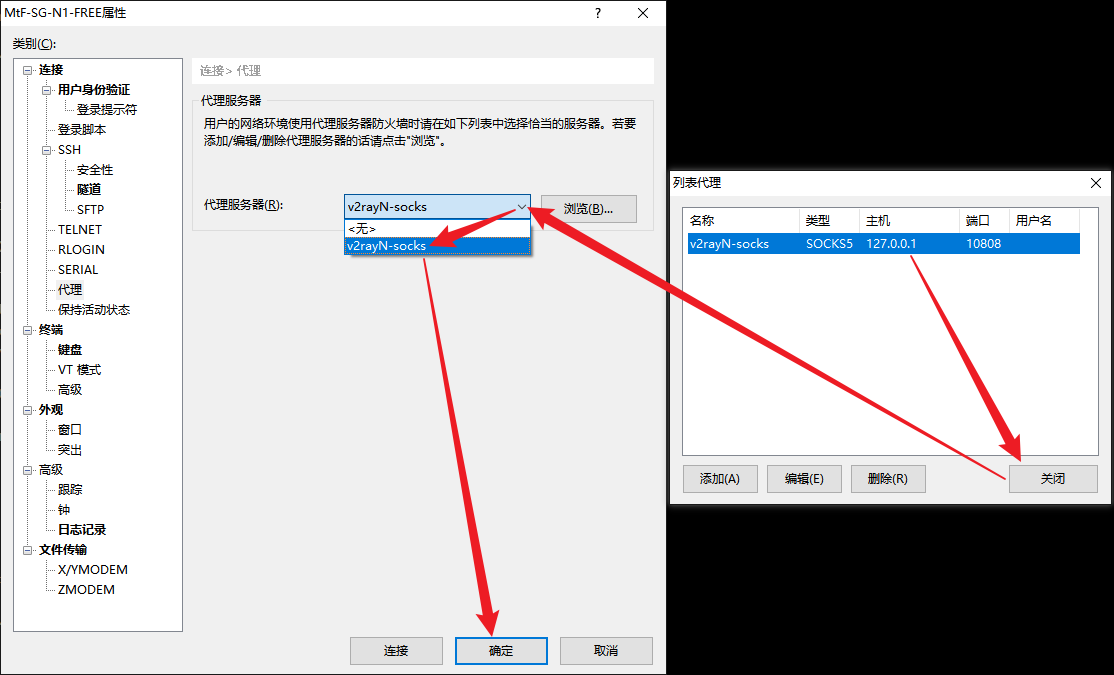 MtF-SG-N1-FREE属性
?
类别(C):
连接
用户身份验证
登录提示符
登录脚本
SSH
安全性
隧道
SFTP
TELNET
RLOGIN
SERIAL
代理
保持活动状态
终端
键盘
VT 模式
高级
外观
窗口
突出
高级
跟踪
钟
日志记录
文件传输
X/YMODEM
ZMODEM
连接> 代理
代理服务器
用户的网络环境使用代理服务器防火墙时请在如下列表中选择恰当的服务器。若要
添加/编辑/删除代理服务器的话请点击"浏览"。
代理服务器(R):
v2rayN-socks
浏览(B)...
<无>
v2rayN-socks
连接
确定
取消
列表代理
名称 类型 主机 端口 用户名
v2rayN-socks SOCKS5 127.0.0.1 10808
添加(A)
编辑(E)
删除(R)
关闭